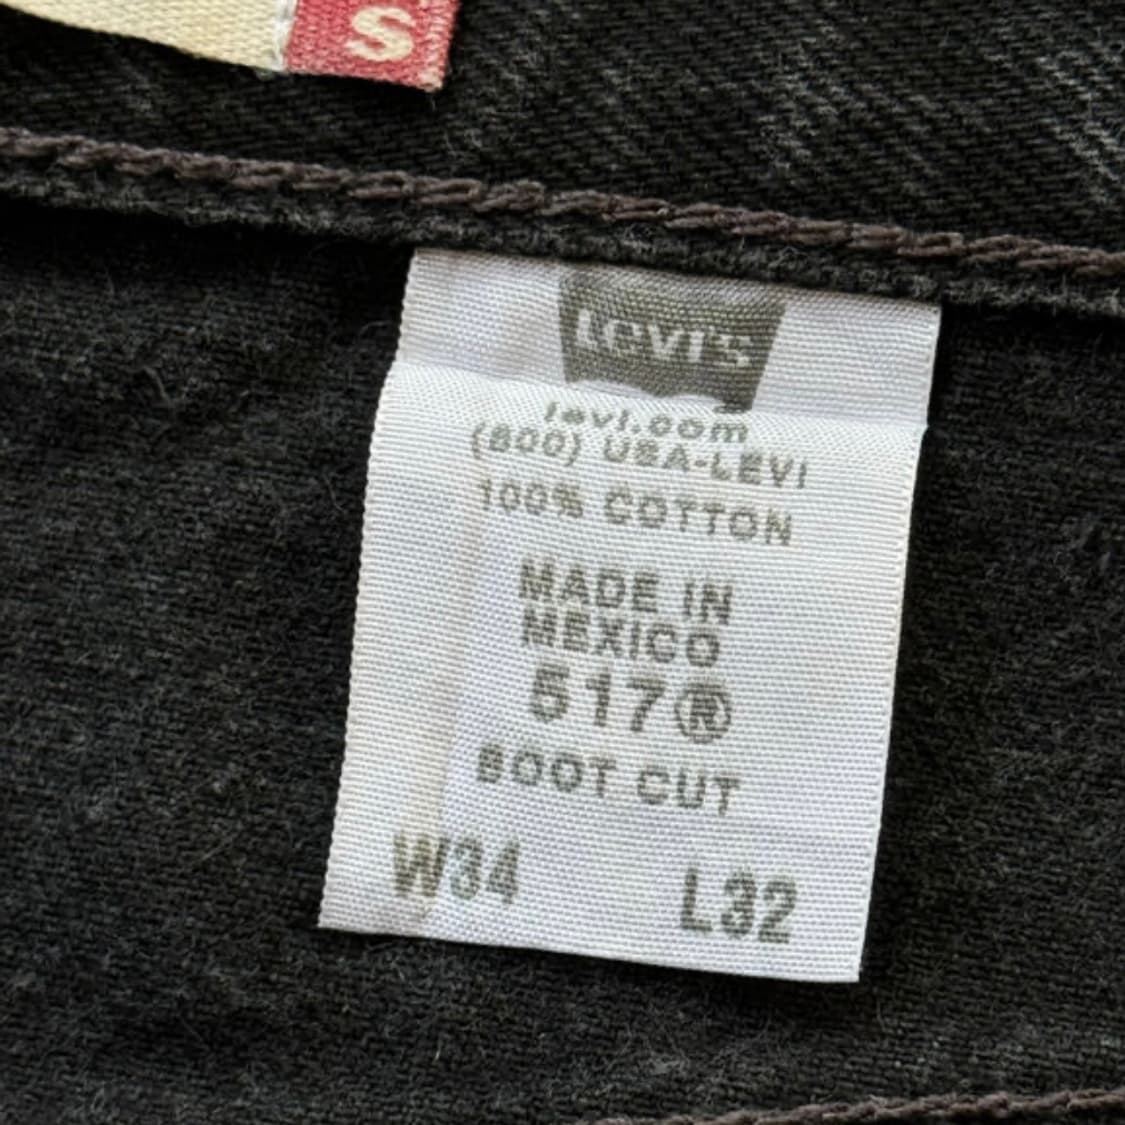 S
Levi's
levi.com
(800) USA-LEVI
100% COTTON
MADE IN
MEXICO
517®
BOOT CUT
W34 L32